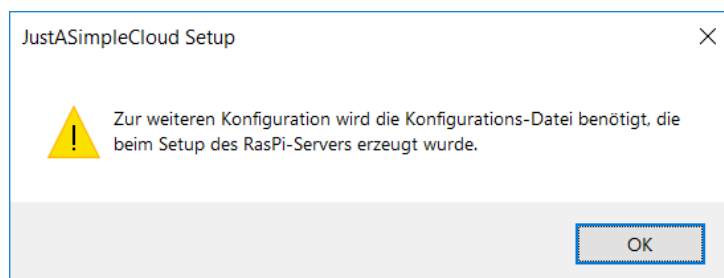 JustASimpleCloud Setup
Zur weiteren Konfiguration wird die Konfigurations-Datei benötigt, die
beim Setup des RasPi-Servers erzeugt wurde.
OK